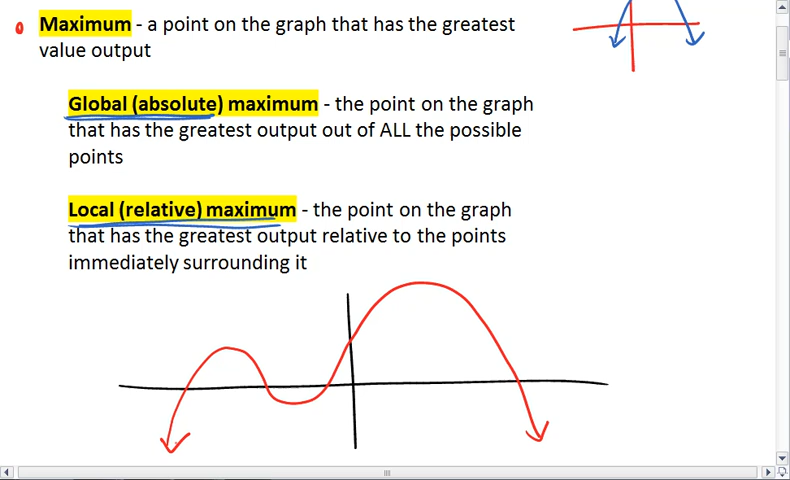 Maximum - a point on the graph that has the greatest
value output
Global (absolute) maximum - the point on the graph
that has the greatest output out of ALL the possible
points
Local (relative) maximum - the point on the graph
that has the greatest output relative to the points
immediately surrounding it